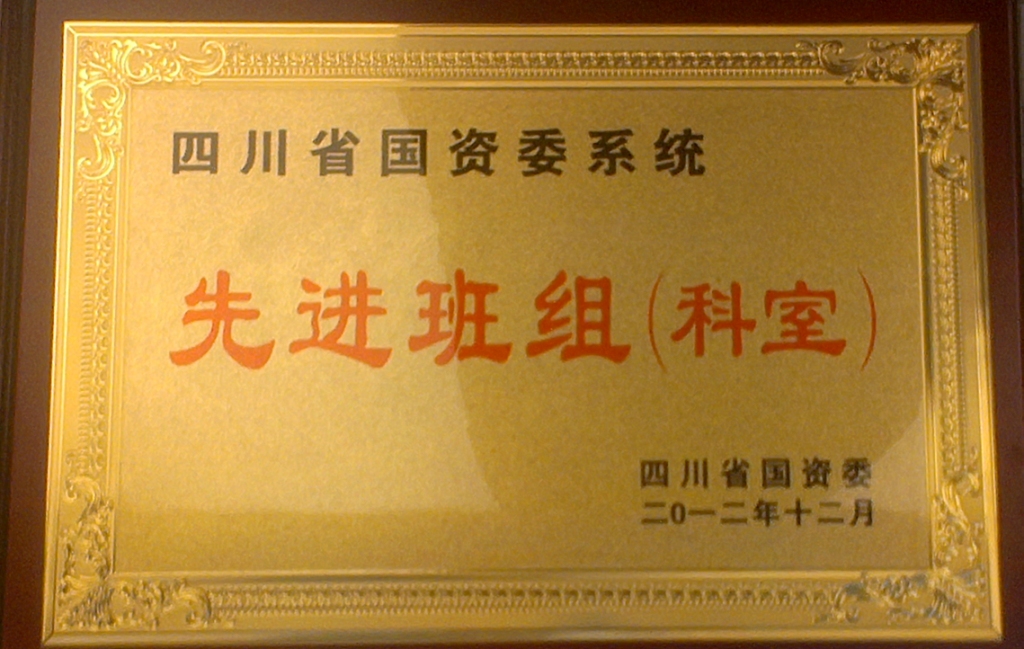 四川省国资委系统
先进班组(科室)
四川省国资委
二0一二年十二月